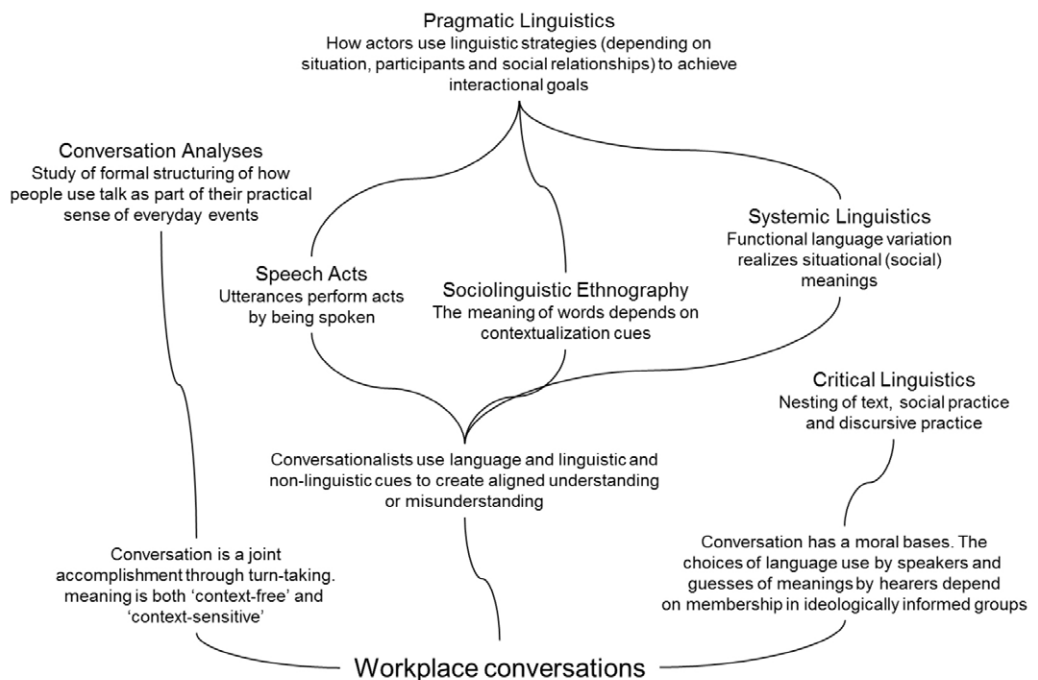 Pragmatic Linguistics
How actors use linguistic strategies (depending on
situation, participants and social relationships) to achieve
interactional goals
Conversation Analyses
Study of formal structuring of how
people use talk as part of their practical
sense of everyday events
Systemic Linguistics
Functional language variation
realizes situational (social)
meanings
Speech Acts
Utterances perform acts
by being spoken
Sociolinguistic Ethnography
The meaning of words depends on
contextualization cues
Critical Linguistics
Nesting of text, social practice
and discursive practice
Conversationalists use language and linguistic and
non-linguistic cues to create aligned understanding
or misunderstanding
Conversation is a joint
accomplishment through turn-taking.
meaning is both ‘context-free’ and
‘context-sensitive’
Conversation has a moral bases. The
choices of language use by speakers and
guesses of meanings by hearers depend
on membership in ideologically informed groups
Workplace conversations